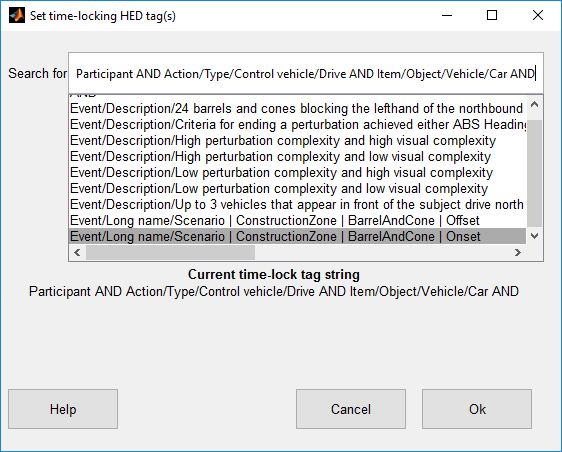 Set time-locking HED tag(s)
Search for Participant AND Action/Type/Control vehicle/Drive AND Item/Object/Vehicle/Car AND
AND
Event/Description/24 barrels and cones blocking the lefthand of the northbound
Event/Description/Criteria for ending a perturbation achieved either ABS Heading
Event/Description/High perturbation complexity and high visual complexity
Event/Description/High perturbation complexity and low visual complexity
Event/Description/Low perturbation complexity and high visual complexity
Event/Description/Low perturbation complexity and low visual complexity
Event/Description/Up to 3 vehicles that appear in front of the subject drive north
Event/Long name/Scenario | ConstructionZone | BarrelAndCone | Offset
Event/Long name/Scenario | ConstructionZone | BarrelAndCone | Onset
Current time-lock tag string
Participant AND Action/Type/Control vehicle/Drive AND Item/Object/Vehicle/Car AND
Help Cancel Ok